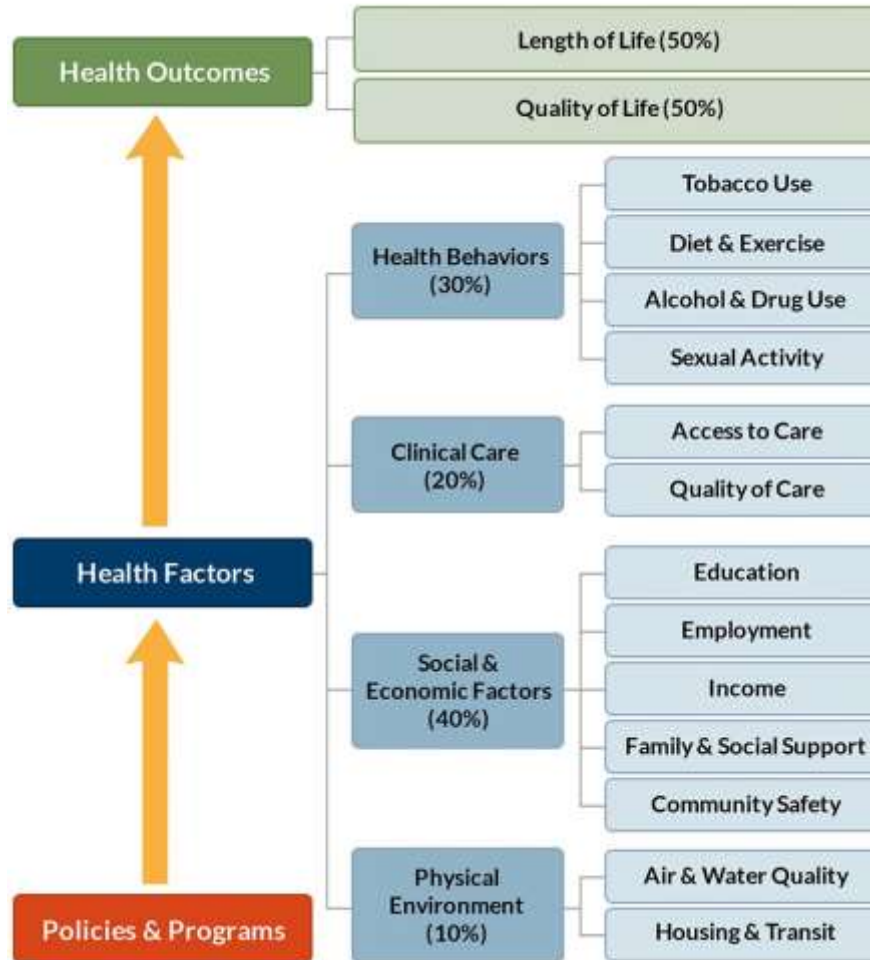 Health Outcomes
Length of Life (50%)
Quality of Life (50%)
Health Factors
Health Behaviors
(30%)
Tobacco Use
Diet & Exercise
Alcohol & Drug Use
Sexual Activity
Clinical Care
(20%)
Access to Care
Quality of Care
Social &
Economic Factors
(40%)
Education
Employment
Income
Family & Social Support
Community Safety
Physical
Environment
(10%)
Air & Water Quality
Housing & Transit
Policies & Programs